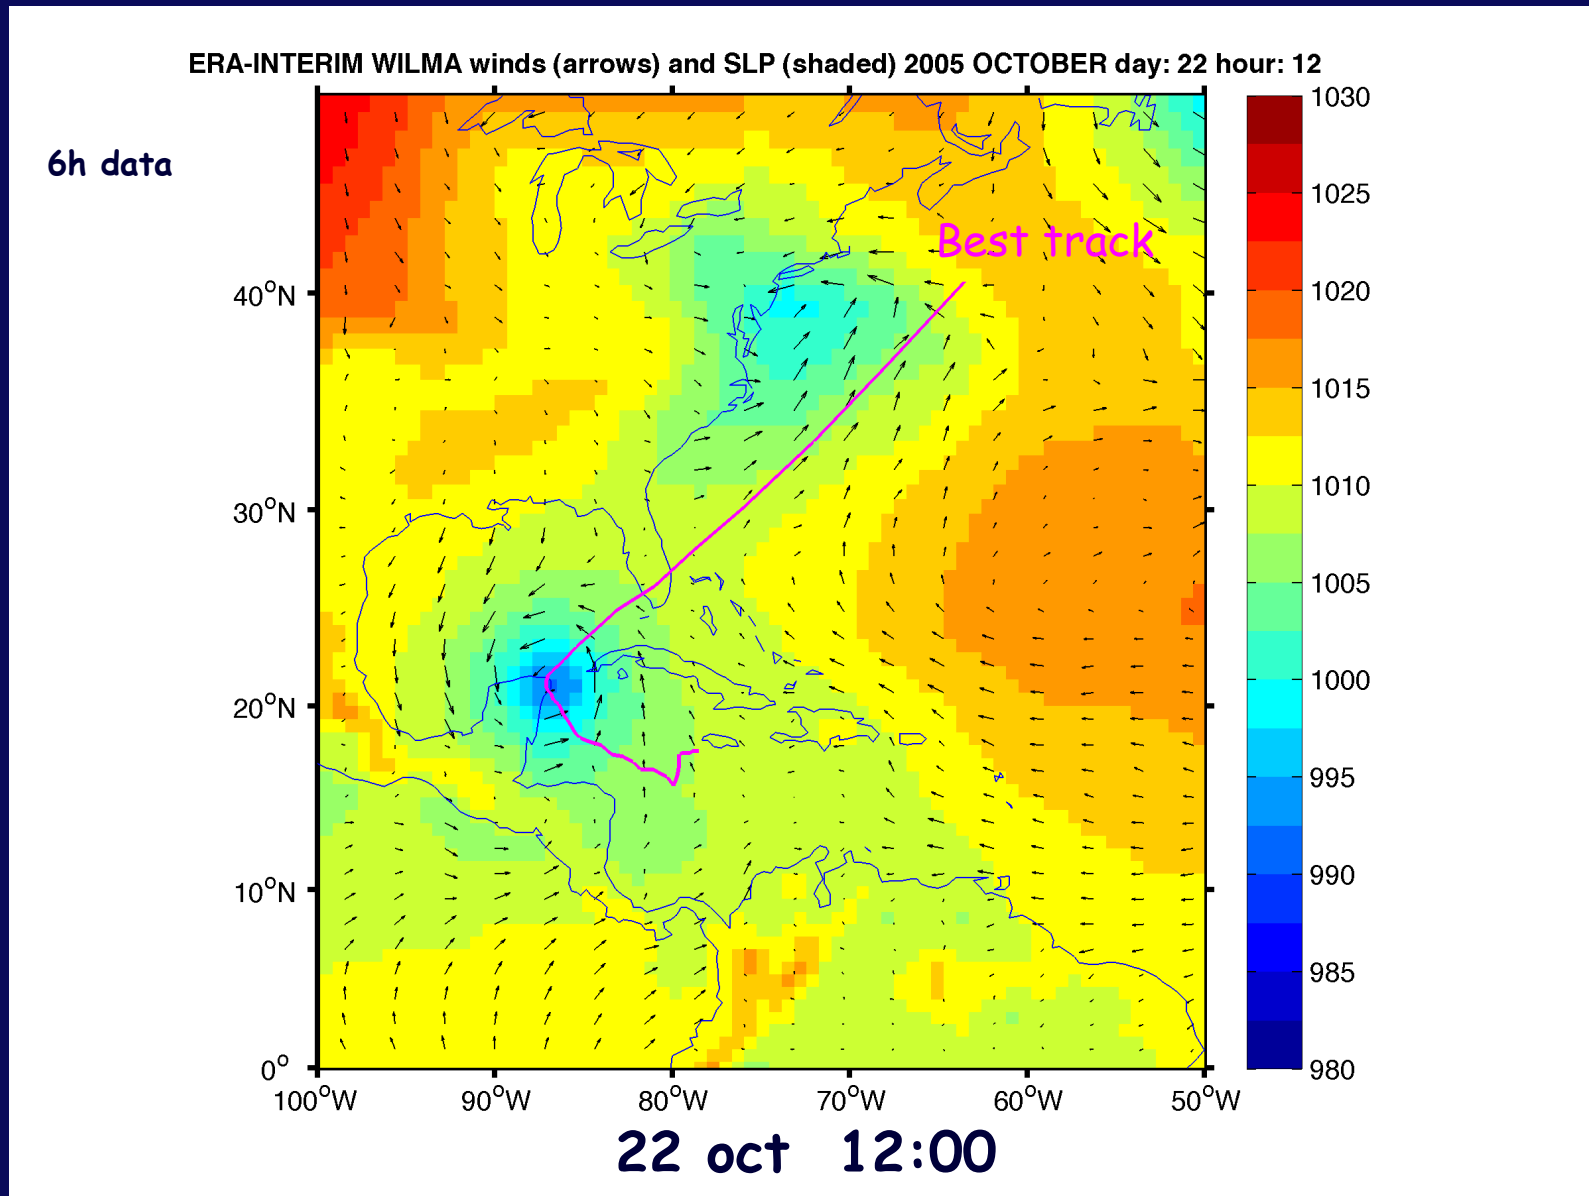 ERA-INTERIM WILMA winds (arrows) and SLP (shaded) 2005 OCTOBER day: 22 hour: 12
6h data
Best track
40°N
30°N
20°N
10°N
0°
100°W 90°W 80°W 70°W 60°W 50°W
1030
1025
1020
1015
1010
1005
1000
995
990
985
980
22 oct 12:00